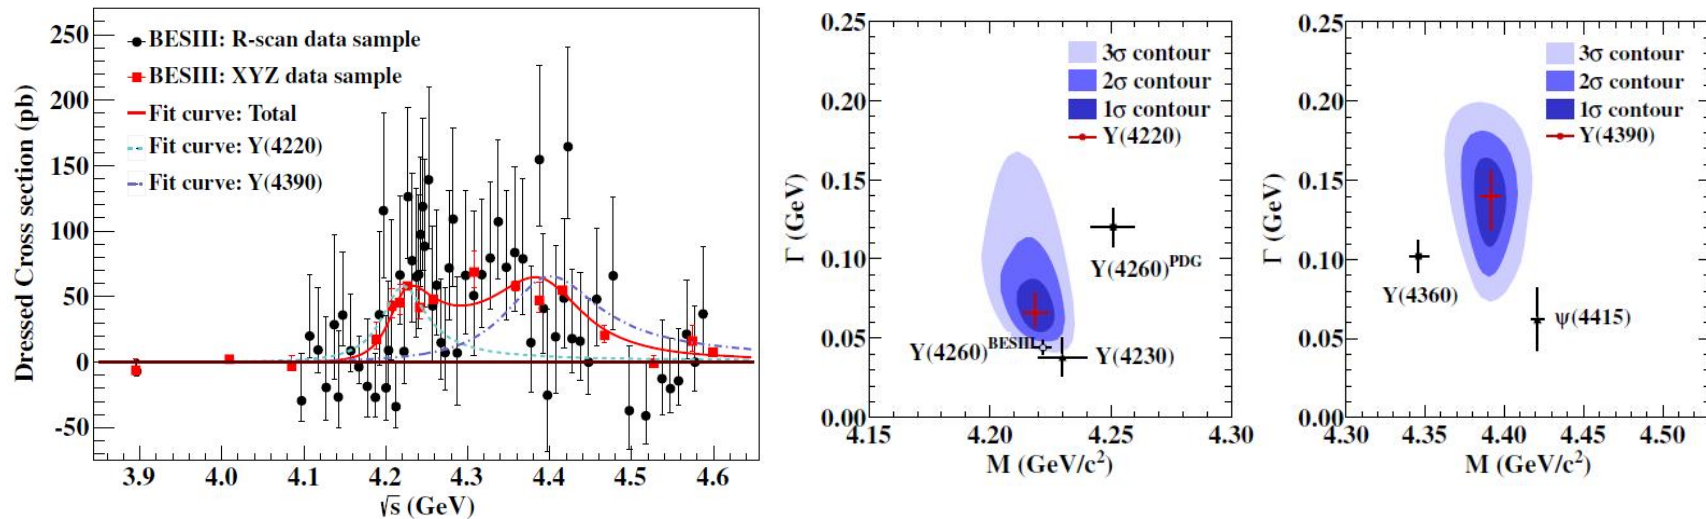 Dressed Cross section (pb)
250
200
150
100
50
0
-50
BESIII: R-scan data sample
BESIII: XYZ data sample
Fit curve: Total
Fit curve: Y(4220)
Fit curve: Y(4390)
3.9 4.0 4.1 4.2 4.3 4.4 4.5 4.6
√s (GeV)
Γ (GeV)
0.25
0.20
0.15
0.10
0.05
0.00
3σ contour
2σ contour
1σ contour
Y(4220)
Y(4260)PDG
Y(4260)BESIII
Y(4230)
4.15 4.20 4.25 4.30
M (GeV/c²)
Γ (GeV)
0.25
0.20
0.15
0.10
0.05
0.00
3σ contour
2σ contour
1σ contour
Y(4390)
Y(4360)
ψ(4415)
4.30 4.35 4.40 4.45 4.50
M (GeV/c²)